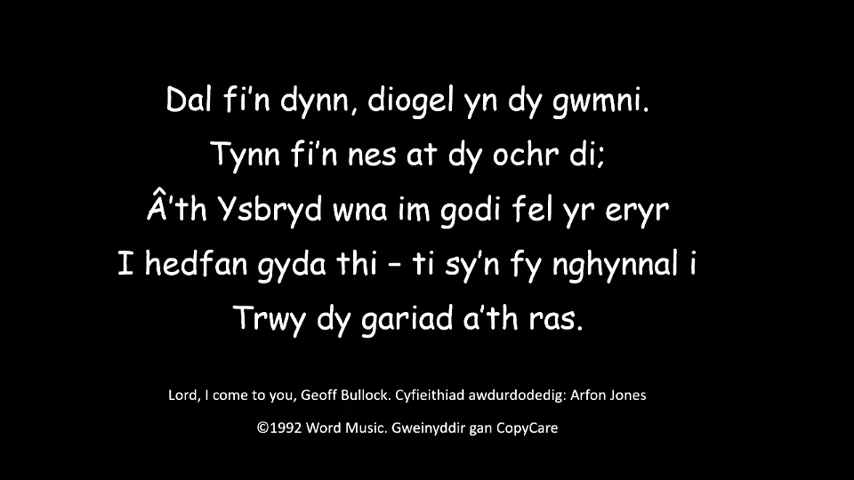 Dal fi'n dynn, diogel yn dy gwmni.
Tynn fi'n nes at dy ochr di;
Â'th Ysbryd wna im godi fel yr eryr
I hedfan gyda thi – ti sy'n fy nghynnal i
Trwy dy gariad a'th ras.
Lord, I come to you, Geoff Bullock. Cyfieithiad awdurdodedig: Arfon Jones
©1992 Word Music. Gweinyddir gan CopyCare